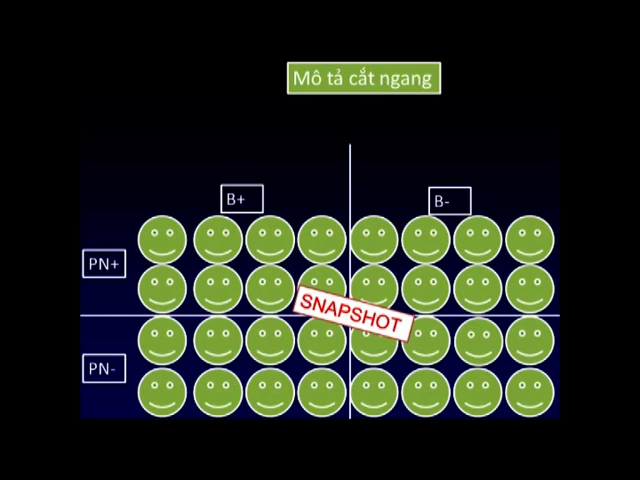 Mô tả cắt ngang
B+
B-
PN+
SNAPSHOT
PN-